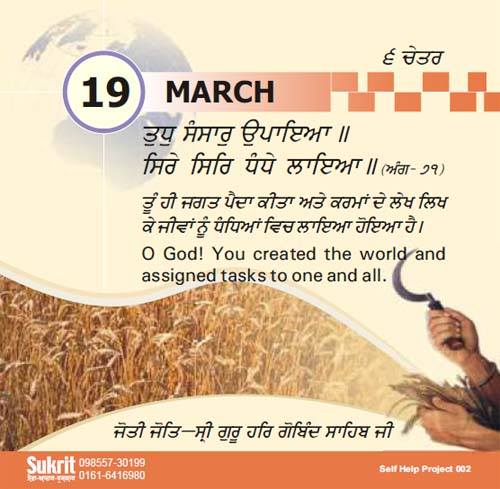 ੬ ਚੇਤਰ
19 MARCH
ਤੁਧੁ ਸੰਸਾਰੁ ਉਪਾਇਆ ॥
ਸਿਰੇ ਸਿਰਿ ਧੰਧੇ ਲਾਇਆ ॥ (ਅੰਗ- ੭੧)
ਤੂੰ ਹੀ ਜਗਤ ਪੈਦਾ ਕੀਤਾ ਅਤੇ ਕਰਮਾਂ ਦੇ ਲੇਖ ਲਿਖ
ਕੇ ਜੀਵਾਂ ਨੂੰ ਧੰਧਿਆਂ ਵਿਚ ਲਾਇਆ ਹੋਇਆ ਹੈ।
O God! You created the world and
assigned tasks to one and all.
ਜੋਤੀ ਜੋਤਿ—ਸ੍ਰੀ ਗੁਰੂ ਹਰਿ ਗੋਬਿੰਦ ਸਾਹਿਬ ਜੀ
Sukrit 098557-30199
0161-6416980
Self Help Project 002